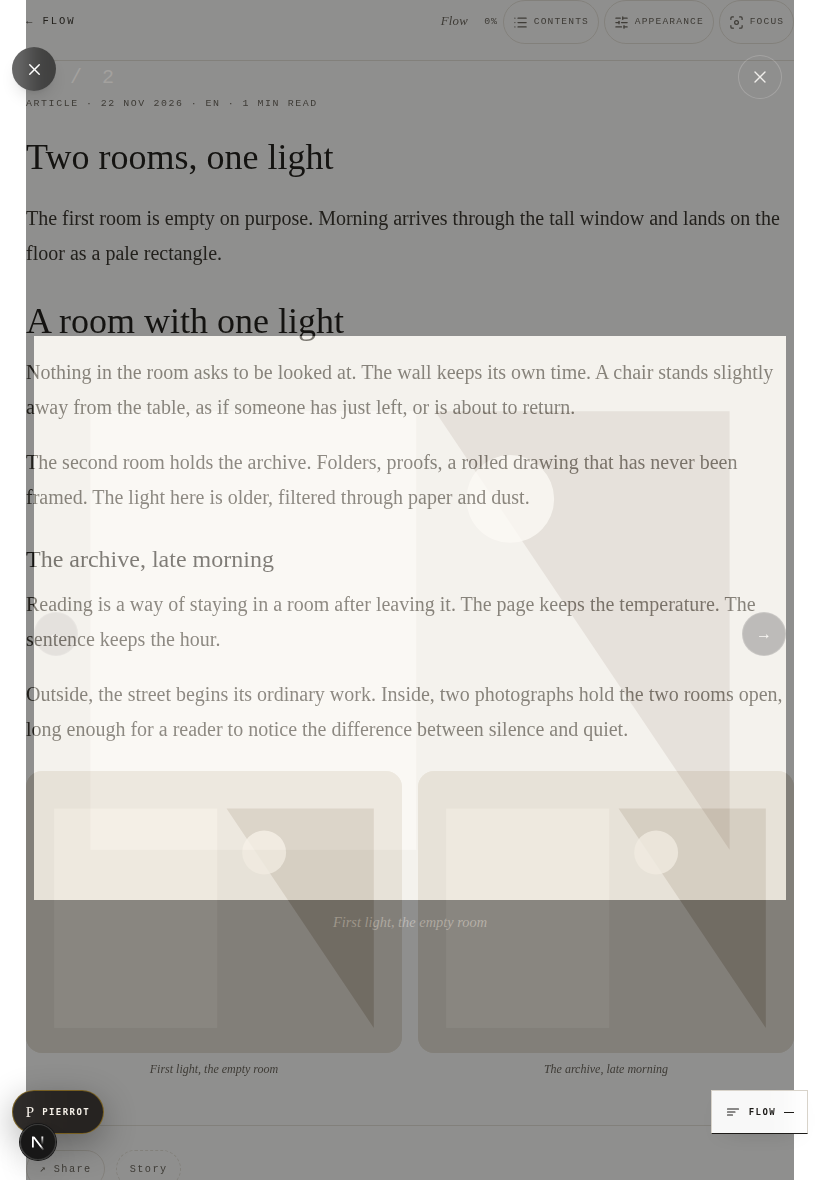 ← FLOW
Flow 0% CONTENTS APPEARANCE FOCUS
/ 2
ARTICLE · 22 NOV 2026 · EN · 1 MIN READ
Two rooms, one light
The first room is empty on purpose. Morning arrives through the tall window and lands on the
floor as a pale rectangle.
A room with one light
Nothing in the room asks to be looked at. The wall keeps its own time. A chair stands slightly
away from the table, as if someone has just left, or is about to return.
The second room holds the archive. Folders, proofs, a rolled drawing that has never been
framed. The light here is older, filtered through paper and dust.
The archive, late morning
Reading is a way of staying in a room after leaving it. The page keeps the temperature. The
sentence keeps the hour.
→
Outside, the street begins its ordinary work. Inside, two photographs hold the two rooms open,
long enough for a reader to notice the difference between silence and quiet.
First light, the empty room
First light, the empty room
The archive, late morning
P PIERROT
FLOW —
N
↗ Share
Story